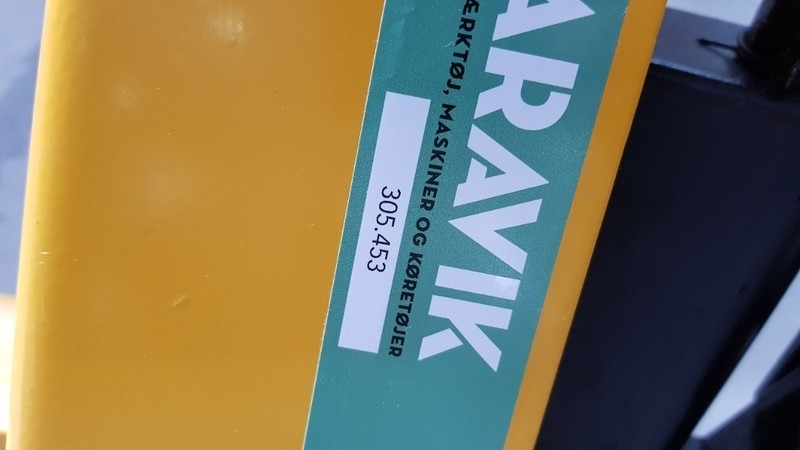 ARAVIK
ÆRKTØJ, MASKINER OG KØRETØJER
305.453